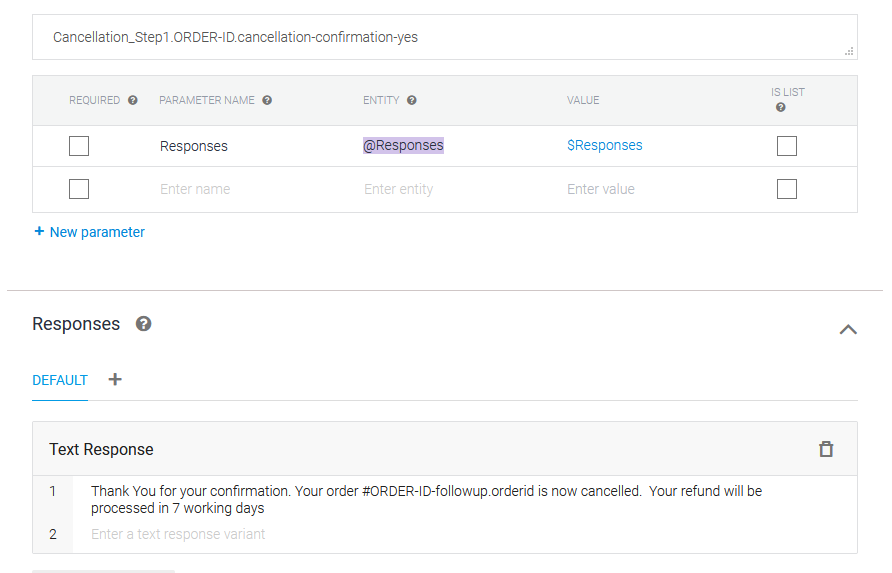 Cancellation_Step1.ORDER-ID.cancellation-confirmation-yes
REQUIRED ? PARAMETER NAME ? ENTITY ? VALUE IS LIST ?
Responses @Responses $Responses
Enter name Enter entity Enter value
+ New parameter
Responses ?
DEFAULT +
Text Response
1 Thank You for your confirmation. Your order #ORDER-ID-followup.orderid is now cancelled.  Your refund will be
processed in 7 working days
2 Enter a text response variant